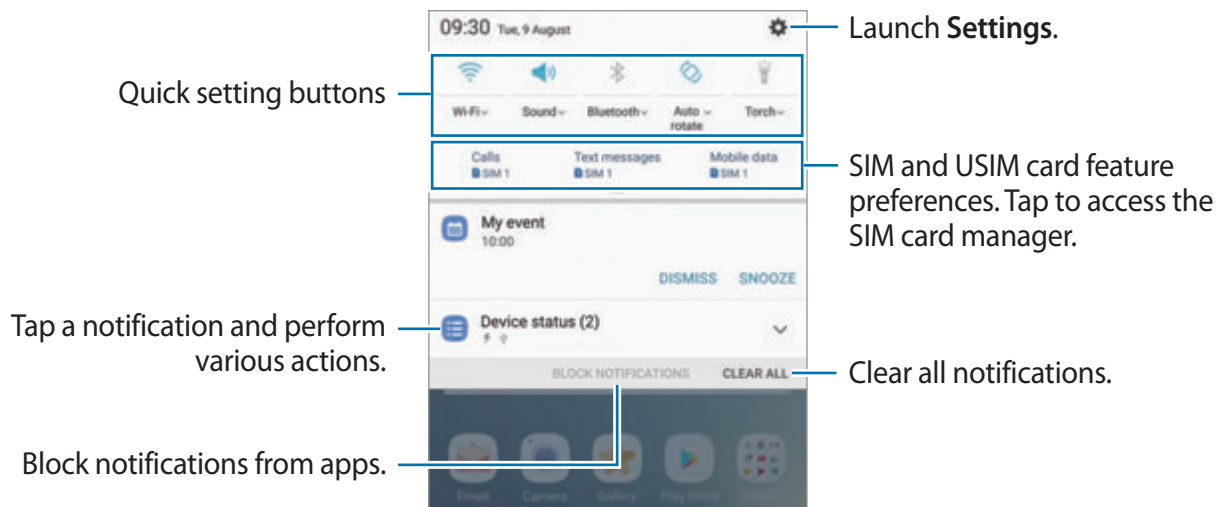 09:30 Tue, 9 August
Launch Settings.
Quick setting buttons
Wi-Fi
Sound
Bluetooth
Auto
rotate
Torch
Calls
SIM 1
Text messages
SIM 1
Mobile data
SIM 1
SIM and USIM card feature
preferences. Tap to access the
SIM card manager.
My event
10:00
DISMISS SNOOZE
Tap a notification and perform
various actions.
Device status (2)
BLOCK NOTIFICATIONS CLEAR ALL
Clear all notifications.
Block notifications from apps.
Email Camera Gallery Play Store Google